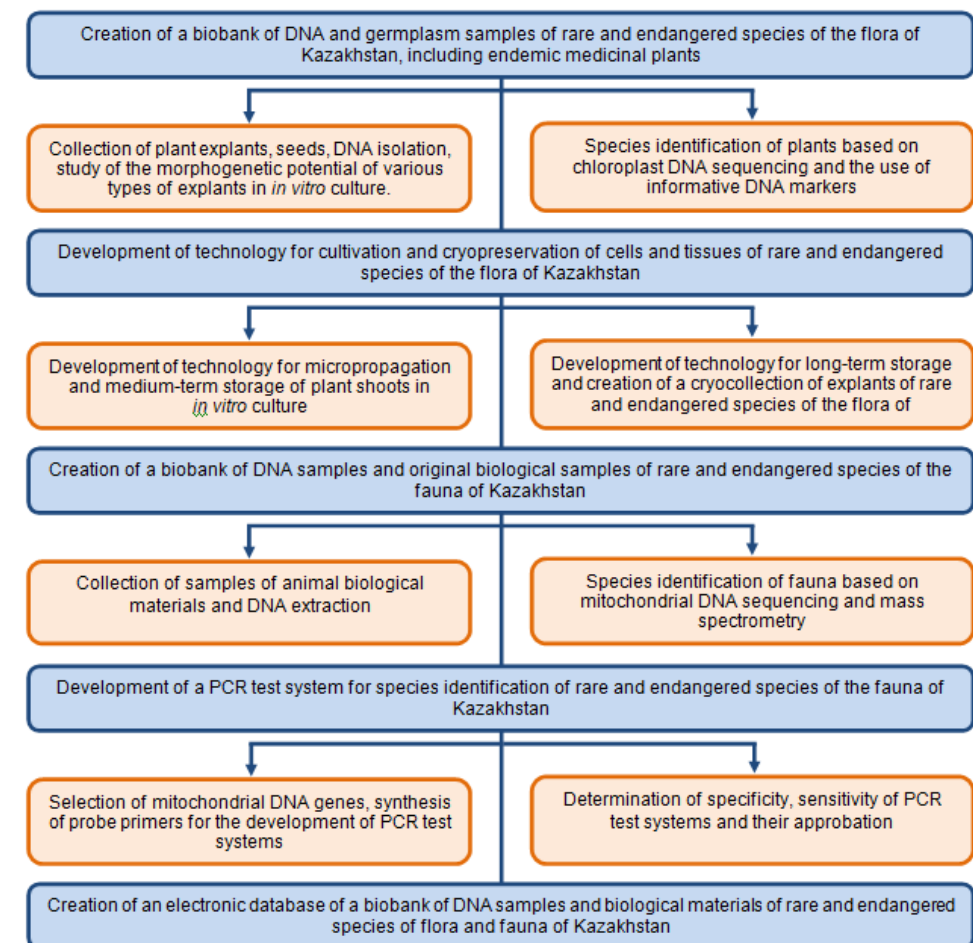 Creation of a biobank of DNA and germplasm samples of rare and endangered species of the flora of
Kazakhstan, including endemic medicinal plants
Collection of plant explants, seeds, DNA isolation,
study of the morphogenetic potential of various
types of explants in in vitro culture.
Species identification of plants based on
chloroplast DNA sequencing and the use of
informative DNA markers
Development of technology for cultivation and cryopreservation of cells and tissues of rare and endangered
species of the flora of Kazakhstan
Development of technology for micropropagation
and medium-term storage of plant shoots in
in vitro culture
Development of technology for long-term storage
and creation of a cryocollection of explants of rare
and endangered species of the flora of
Creation of a biobank of DNA samples and original biological samples of rare and endangered species of the
fauna of Kazakhstan
Collection of samples of animal biological
materials and DNA extraction
Species identification of fauna based on
mitochondrial DNA sequencing and mass
spectrometry
Development of a PCR test system for species identification of rare and endangered species of the fauna of
Kazakhstan
Selection of mitochondrial DNA genes, synthesis
of probe primers for the development of PCR test
systems
Determination of specificity, sensitivity of PCR
test systems and their approbation
Creation of an electronic database of a biobank of DNA samples and biological materials of rare and endangered
species of flora and fauna of Kazakhstan